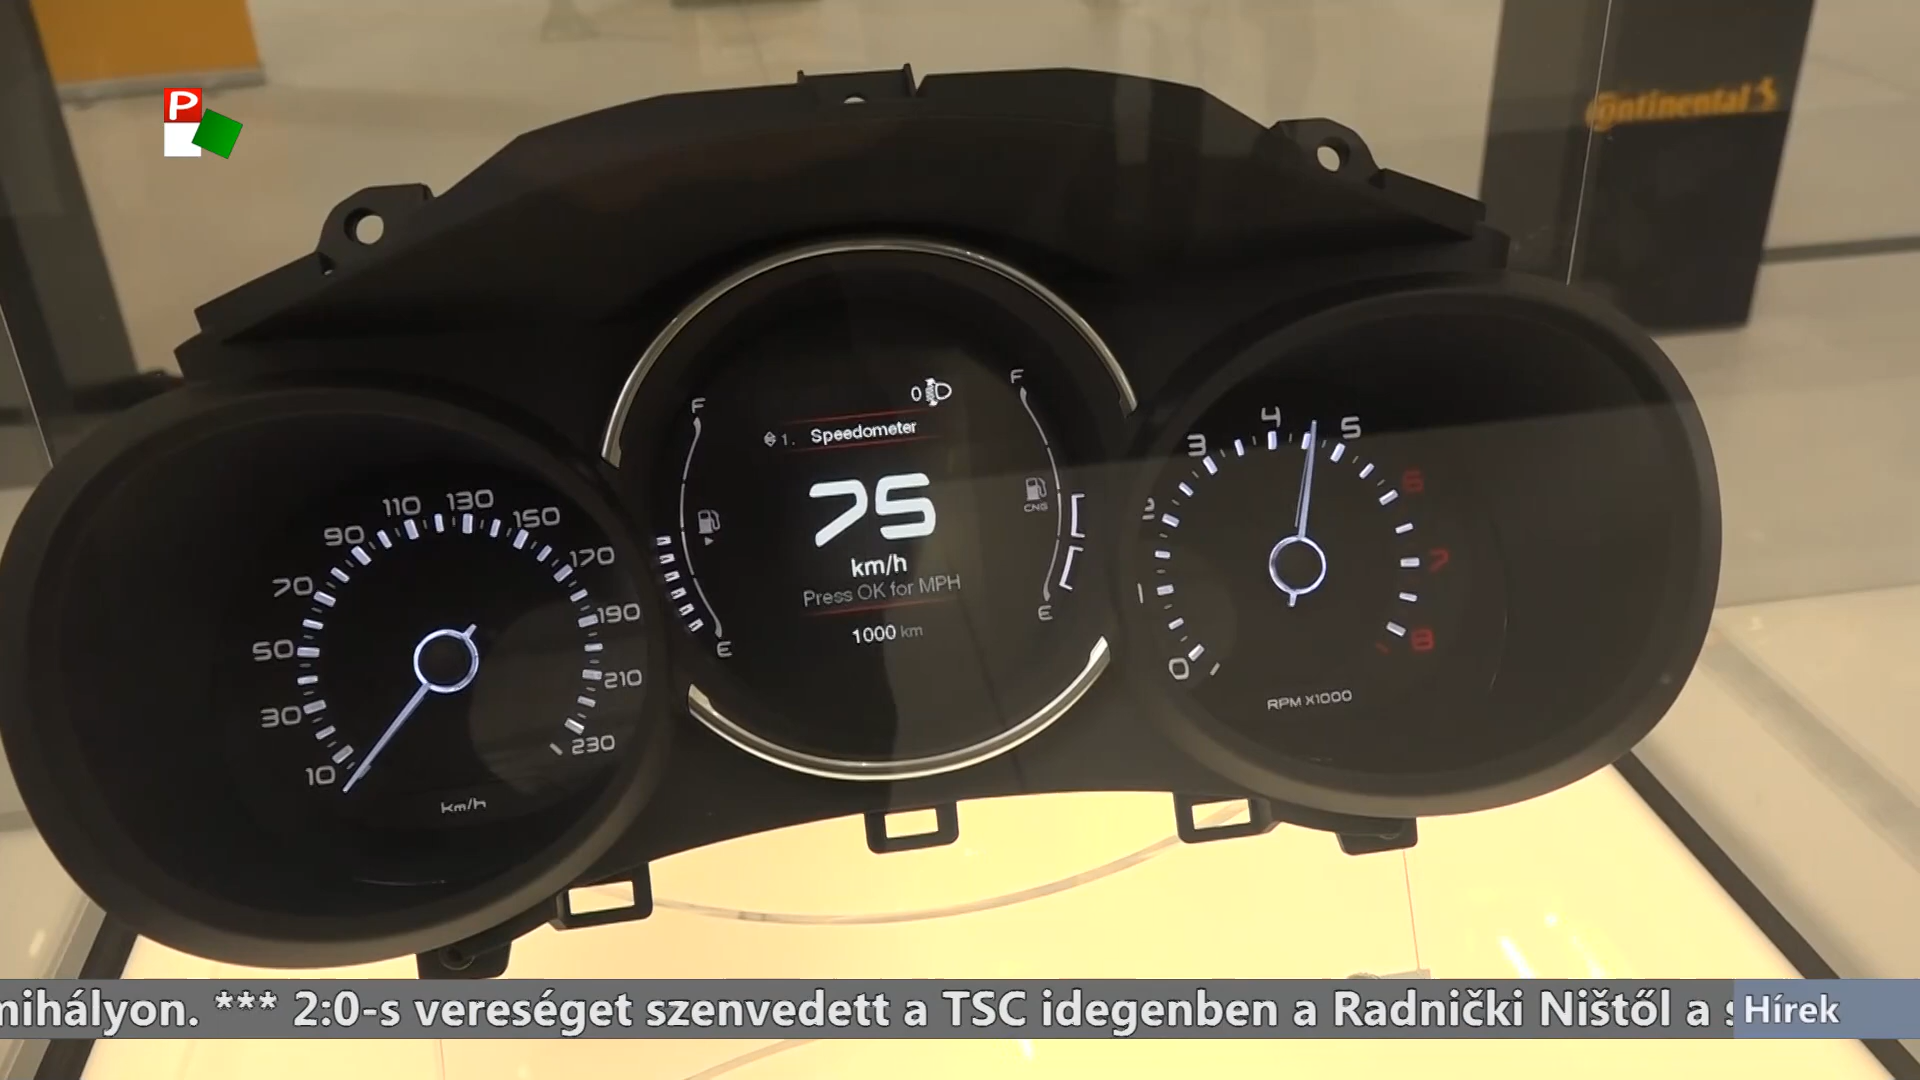 P
Continental
F
F
0
1. Speedometer
75
km/h
Press OK for MPH
1000 km
CNG
E
E
10
30
50
70
90
110
130
150
170
190
210
230
km/h
0
1
2
3
4
5
6
7
8
RPM X1000
mihályon. *** 2:0-s vereséget szenvedett a TSC idegenben a Radnički Ništől a
Hírek